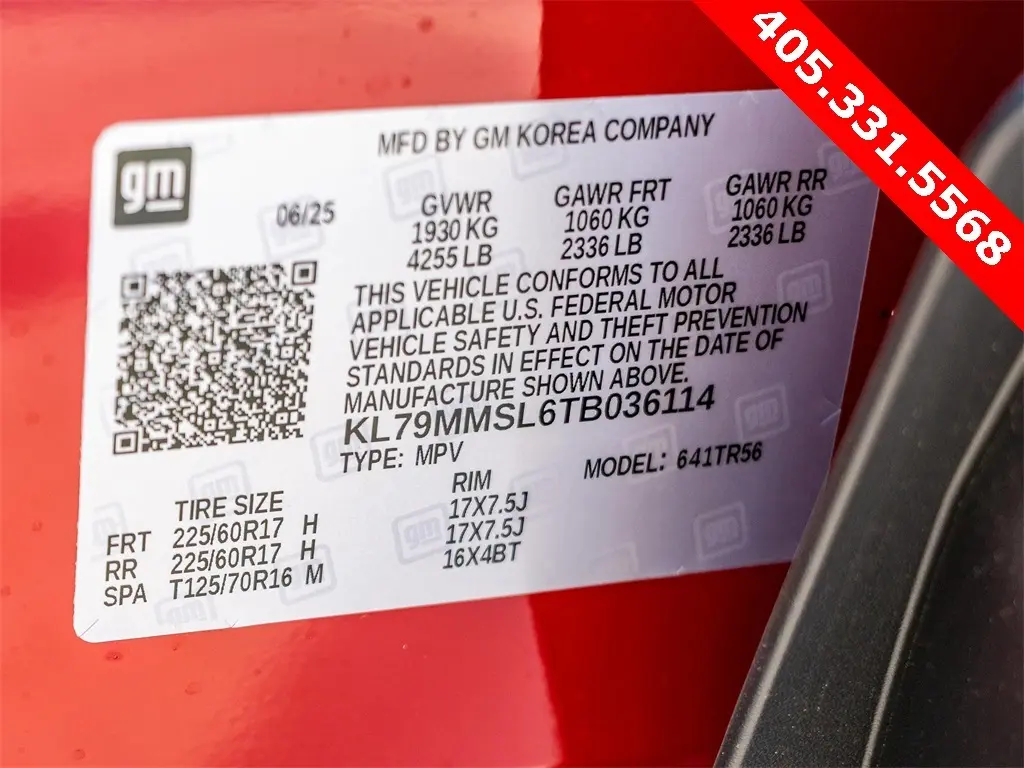 405.331.5568
MFD BY GM KOREA COMPANY
gm
06/25
GVWR
1930 KG
4255 LB
GAWR FRT
1060 KG
2336 LB
GAWR RR
1060 KG
2336 LB
THIS VEHICLE CONFORMS TO ALL
APPLICABLE U.S. FEDERAL MOTOR
VEHICLE SAFETY AND THEFT PREVENTION
STANDARDS IN EFFECT ON THE DATE OF
MANUFACTURE SHOWN ABOVE.
KL79MMSL6TB036114
TYPE: MPV
MODEL: 641TR56
TIRE SIZE RIM
FRT 225/60R17 H 17X7.5J
RR 225/60R17 H 17X7.5J
SPA T125/70R16 M 16X4BT